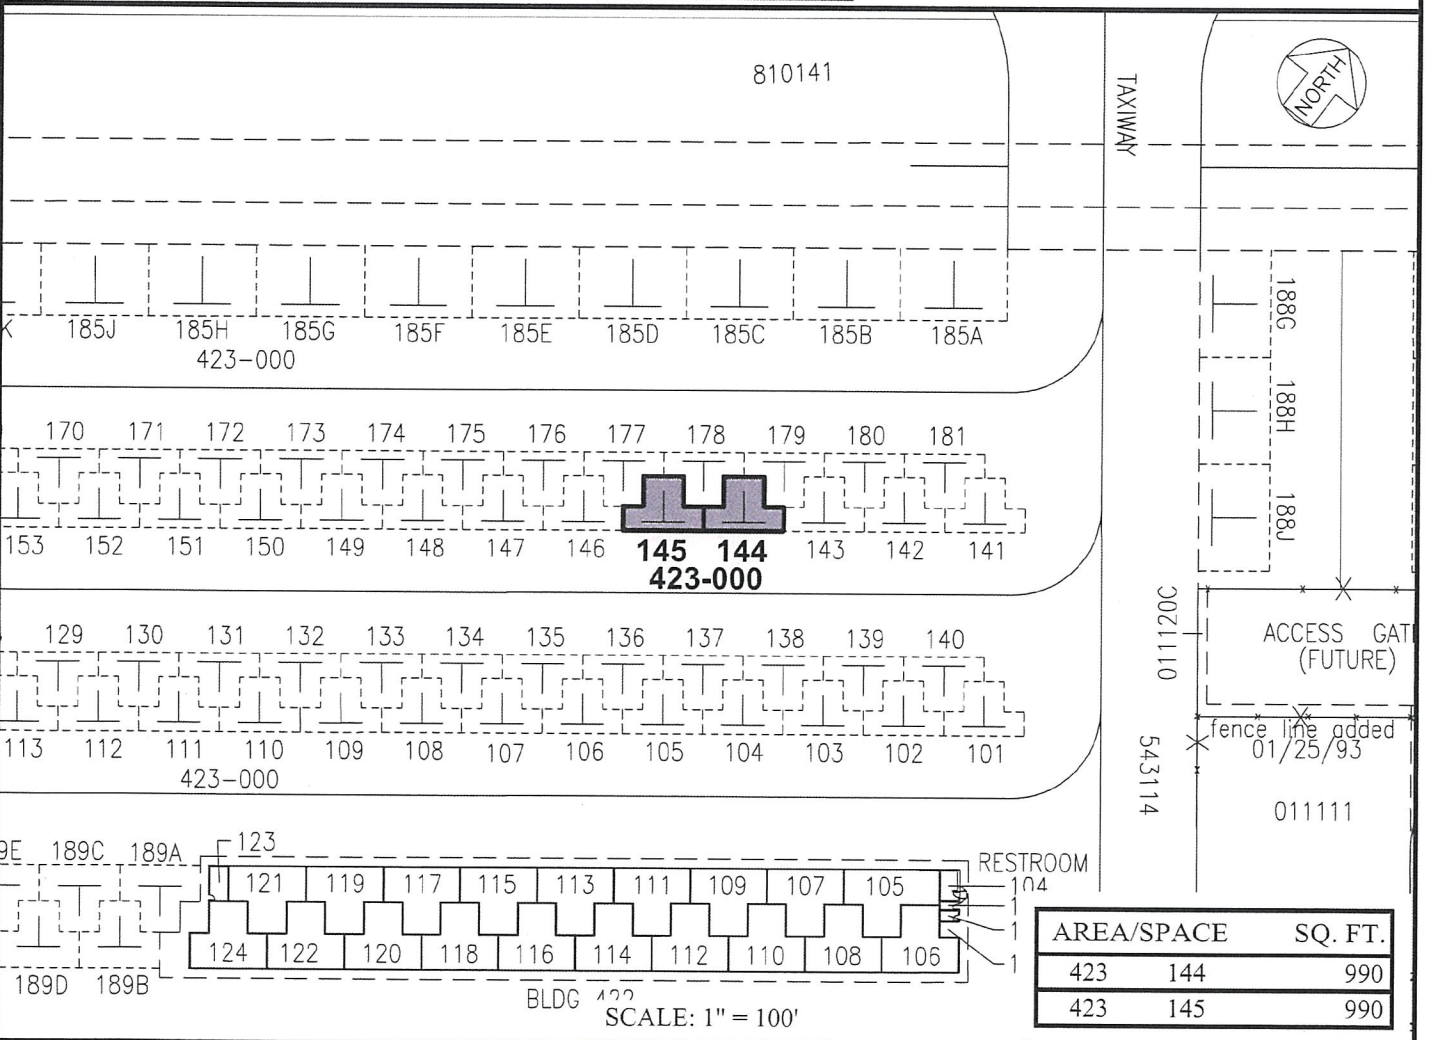 810141
TAXIWAY
NORTH
185J 185H 185G 185F 185E 185D 185C 185B 185A
423-000
188G
188H
188J
170 171 172 173 174 175 176 177 178 179 180 181
153 152 151 150 149 148 147 146 145 144 143 142 141
423-000
129 130 131 132 133 134 135 136 137 138 139 140
113 112 111 110 109 108 107 106 105 104 103 102 101
423-000
01120C
543114
ACCESS GAT
(FUTURE)
fence line added
01/25/93
011111
9E 189C 189A
189D 189B
123
121 119 117 115 113 111 109 107 105
124 122 120 118 116 114 112 110 108 106
RESTROOM
104
1
1
1
BLDG
SCALE: 1" = 100'
AREA/SPACE SQ. FT.
423 144 990
423 145 990